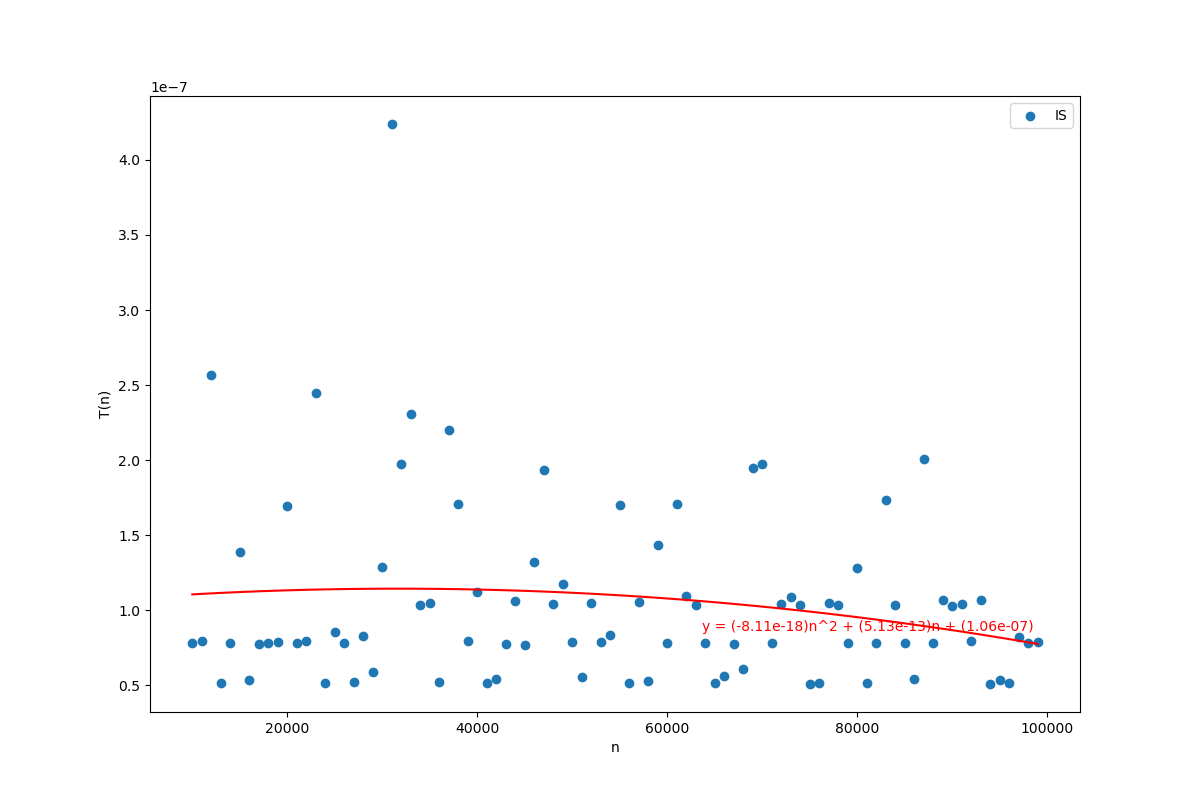 1e−7
IS
4.0
3.5
3.0
2.5
2.0
1.5
1.0
0.5
T(n)
y = (-8.11e-18)n^2 + (5.13e-13)n + (1.06e-07)
20000 40000 60000 80000 100000
n